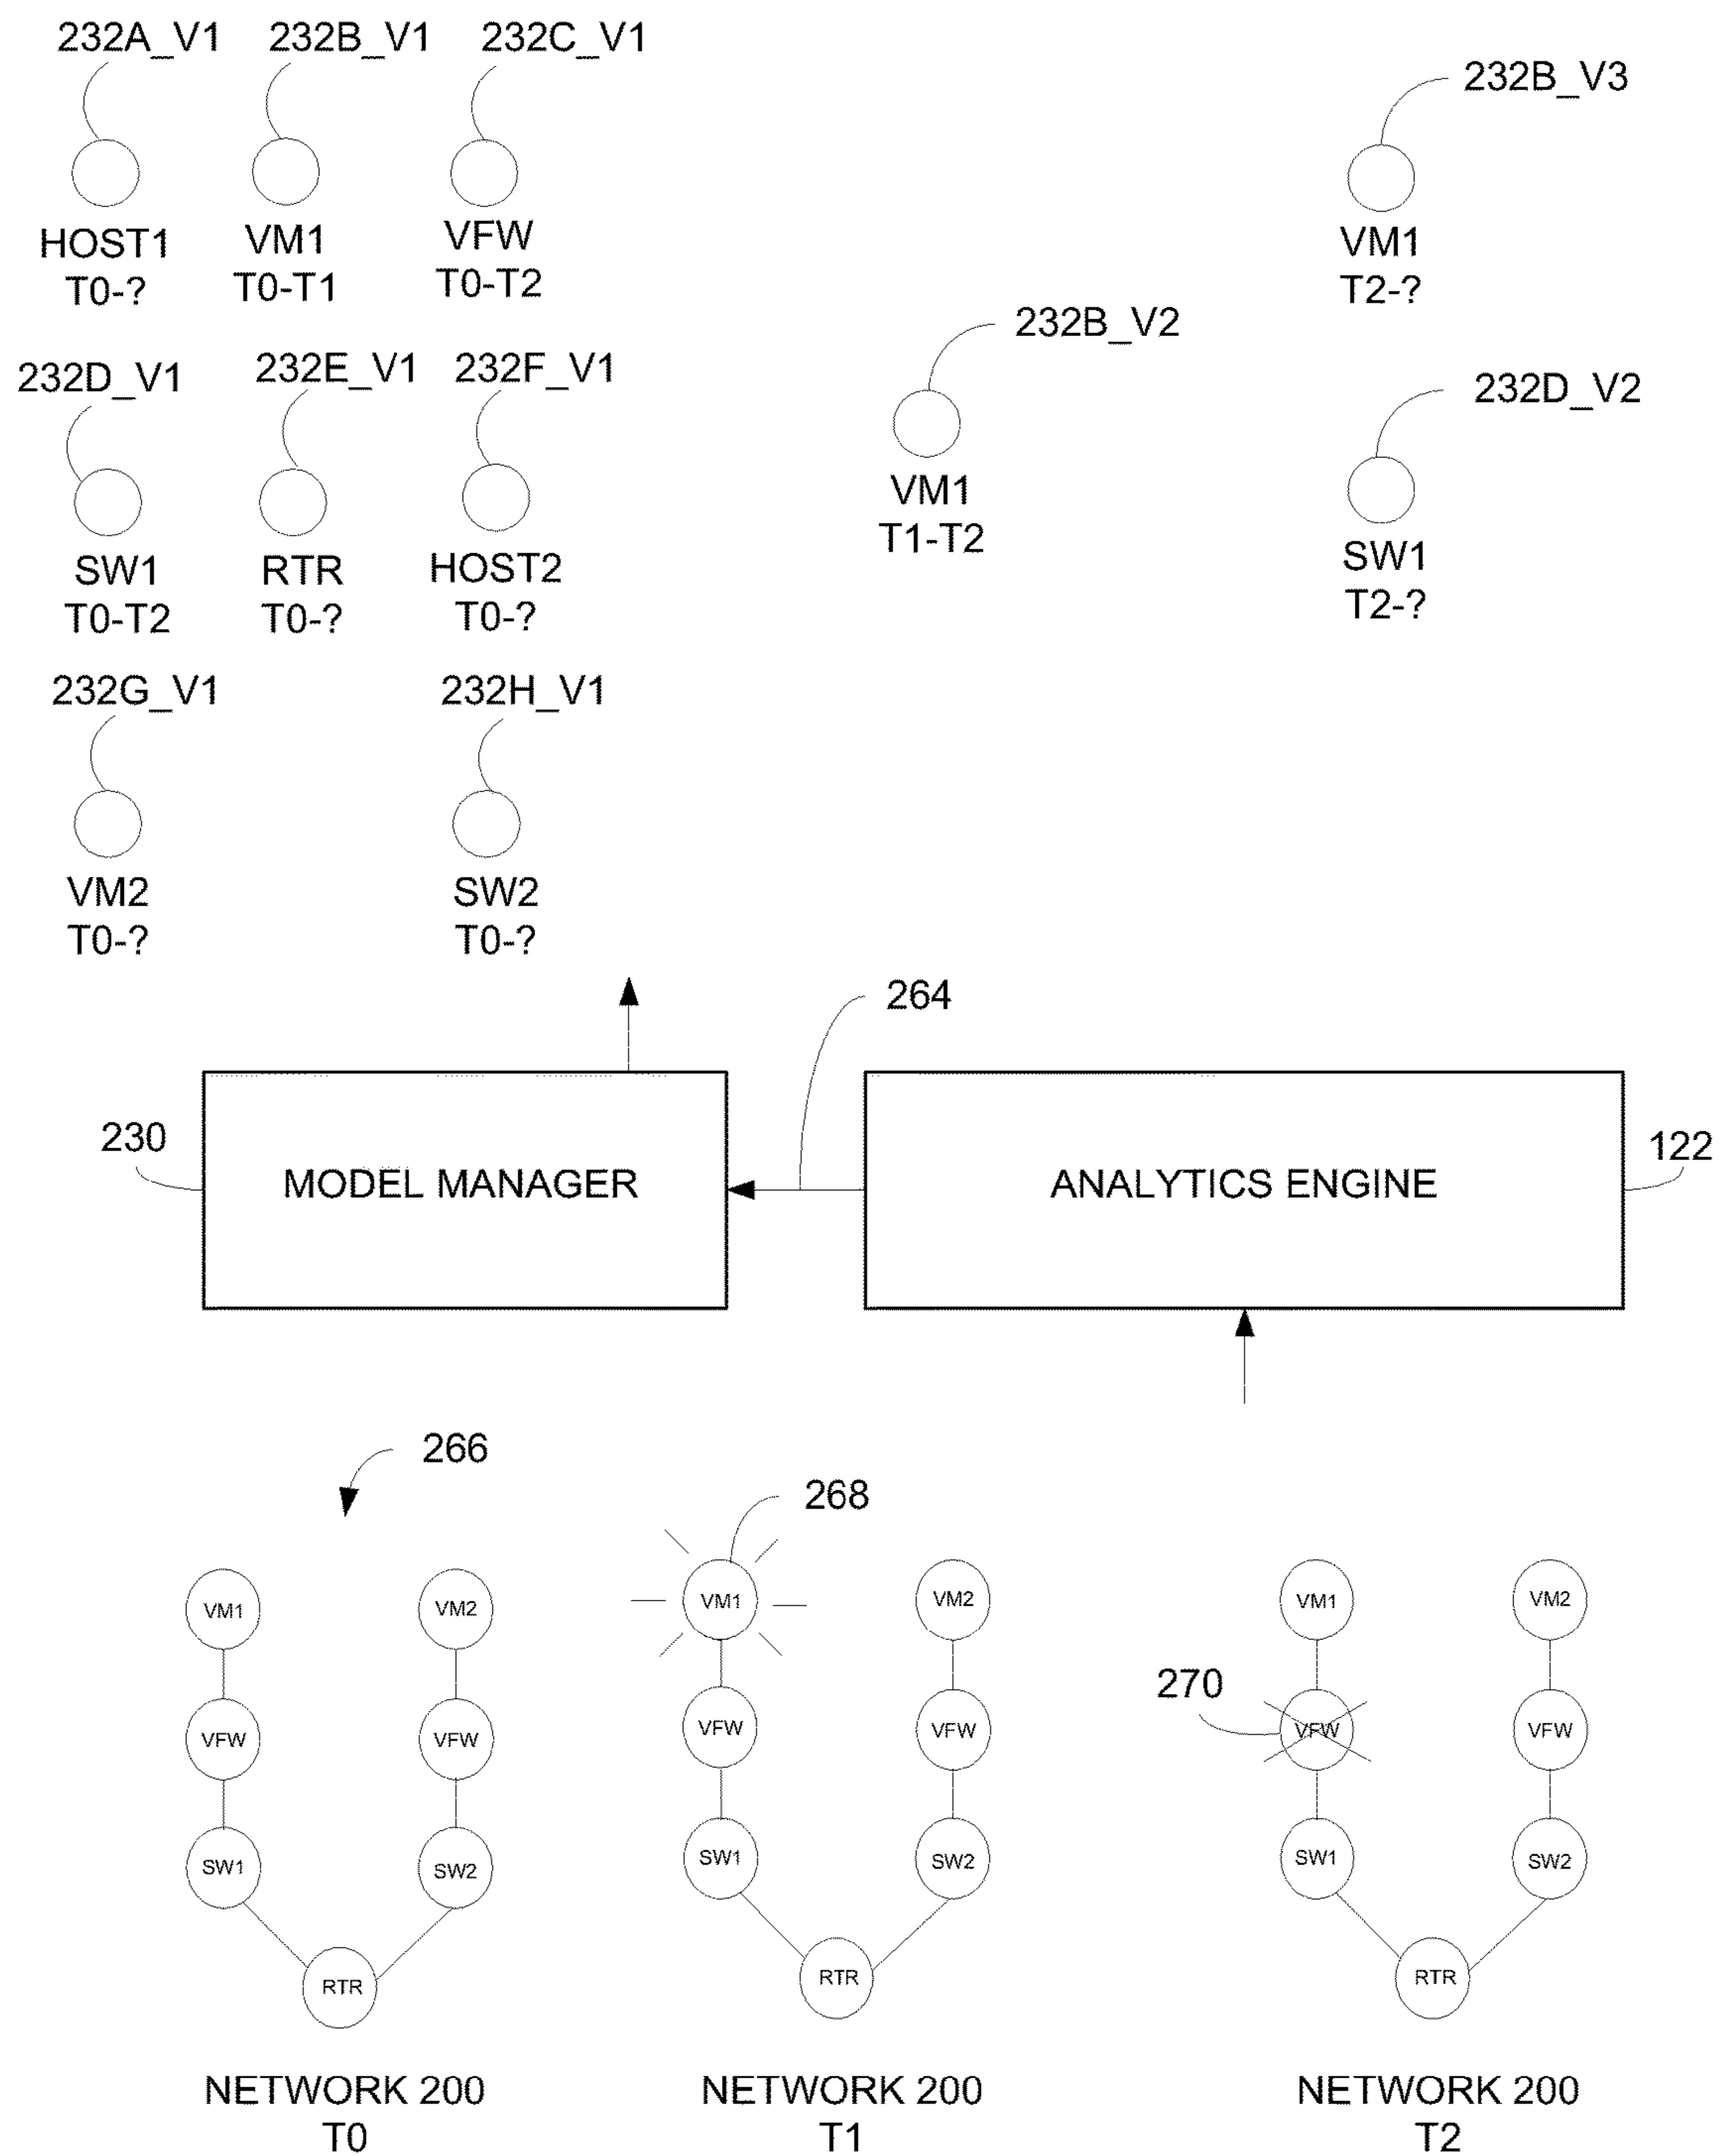 232A_V1 232B_V1 232C_V1
232B_V3
HOST1
T0-?
VM1
T0-T1
VFW
T0-T2
VM1
T2-?
232B_V2
232D_V1 232E_V1 232F_V1
232D_V2
SW1
T0-T2
RTR
T0-?
HOST2
T0-?
VM1
T1-T2
SW1
T2-?
232G_V1 232H_V1
VM2
T0-?
SW2
T0-?
264
230
MODEL MANAGER
ANALYTICS ENGINE
122
266
268
VM1 VM2
VFW VFW
SW1 SW2
RTR
NETWORK 200
T0
VM1 VM2
VFW VFW
SW1 SW2
RTR
NETWORK 200
T1
270
VM1 VM2
VFW VFW
SW1 SW2
RTR
NETWORK 200
T2